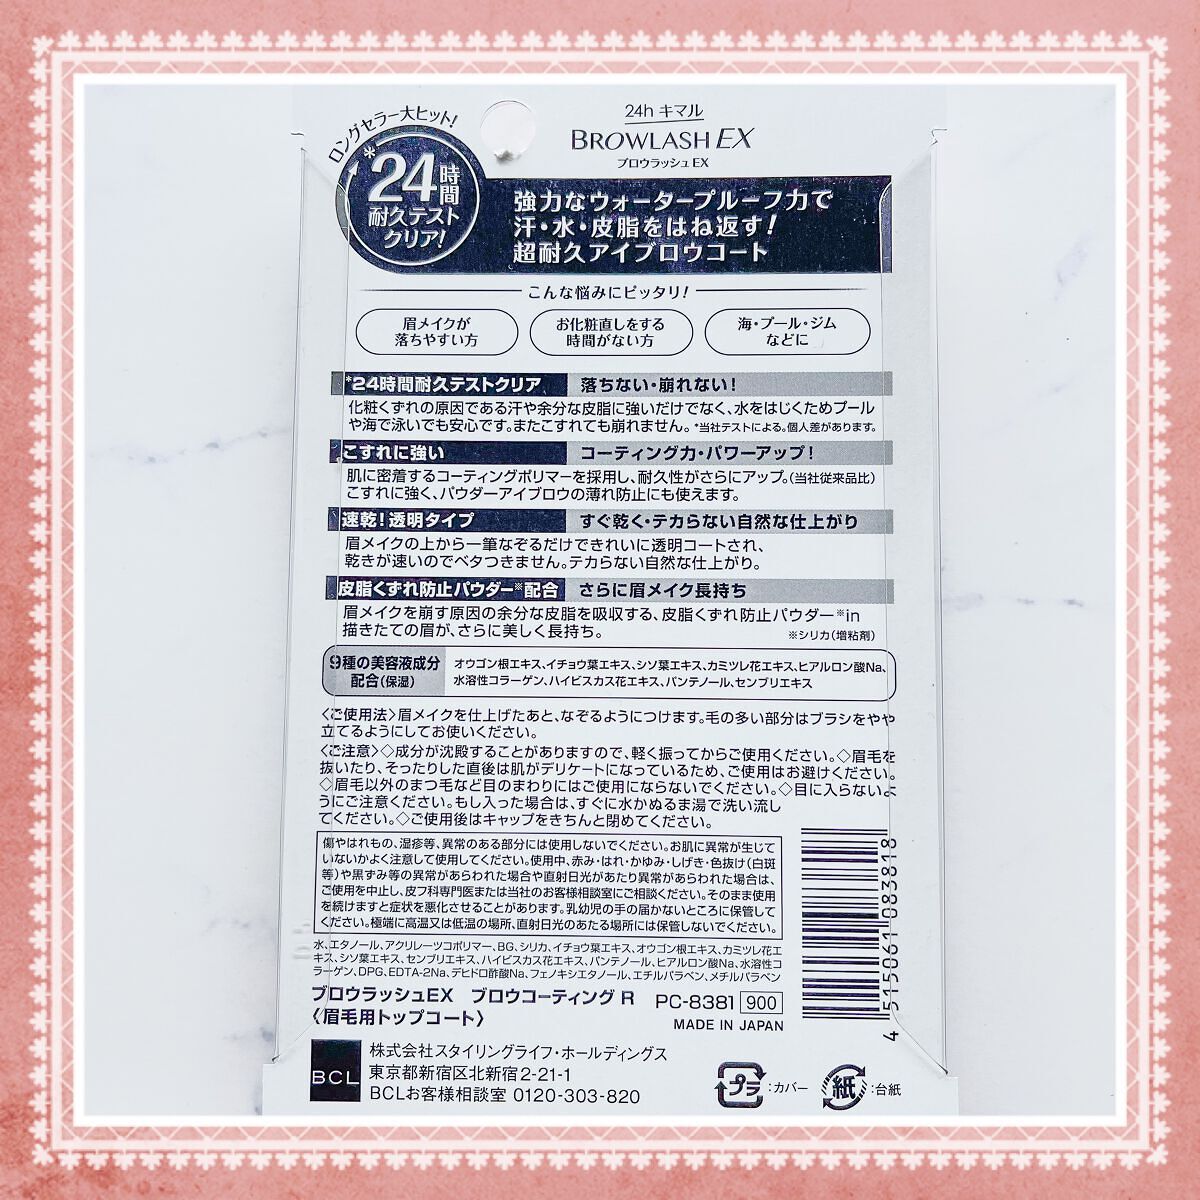 ロングセラー大ヒット!
*24時間
耐久テスト
クリア!
24h キマル
BROWLASH EX
ブロウラッシュ EX
強力なウォータープルーフ力で
汗・水・皮脂をはね返す!
超耐久アイブロウコート
こんな悩みにピッタリ!
眉メイクが
落ちやすい方
お化粧直しをする
時間がない方
海・プール・ジム
などに
*24時間耐久テストクリア 落ちない・崩れない!
化粧くずれの原因である汗や余分な皮脂に強いだけでなく、水をはじくためプール
や海で泳いでも安心です。またこすれても崩れません。*当社テストによる。個人差があります。
こすれに強い コーティング力・パワーアップ!
肌に密着するコーティングポリマーを採用し、耐久性がさらにアップ。(当社従来品比)
こすれに強く、パウダーアイブロウの薄れ防止にも使えます。
速乾!透明タイプ すぐ乾く・テカらない自然な仕上がり
眉メイクの上から一筆なぞるだけできれいに透明コートされ、
乾きが速いのでベタつきません。テカらない自然な仕上がり。
皮脂くずれ防止パウダー※配合 さらに眉メイク長持ち
眉メイクを崩す原因の余分な皮脂を吸収する、皮脂くずれ防止パウダー※in
描きたての眉が、さらに美しく長持ち。 ※シリカ(増粘剤)
9種の美容液成分
配合(保湿)
オウゴン根エキス、イチョウ葉エキス、シソ葉エキス、カミツレ花エキス、ヒアルロン酸Na、
水溶性コラーゲン、ハイビスカス花エキス、パンテノール、センブリエキス
〈ご使用法〉眉メイクを仕上げたあと、なぞるようにつけます。毛の多い部分はブラシをやや
立てるようにしてお使いください。
〈ご注意〉◇成分が沈殿することがありますので、軽く振ってからご使用ください。◇眉毛を
抜いたり、そったりした直後は肌がデリケートになっているため、ご使用はお避けください。
◇眉毛以外のまつ毛など目のまわりにはご使用にならないでください。◇目に入らないよ
うにご注意ください。もし入った場合は、すぐに水かぬるま湯で洗い流し
てください。◇ご使用後はキャップをきちんと閉めてください。
傷やはれもの、湿疹等、異常のある部分には使用しないでください。お肌に異常が生じて
いないかよく注意して使用してください。使用中、赤み・はれ・かゆみ・しげき・色抜け(白斑
等)や黒ずみ等の異常があらわれた場合や直射日光があたり異常があらわれた場合は、
ご使用を中止し、皮フ科専門医または当社のお客様相談室にご相談ください。そのまま使用
を続けますと症状を悪化させることがあります。乳幼児の手の届かないところに保管して
ください。極端に高温又は低温の場所、直射日光のあたる場所には保管しないでください。
水、エタノール、アクリレーツコポリマー、BG、シリカ、イチョウ葉エキス、オウゴン根エキス、カミツレ花エ
キス、シソ葉エキス、センブリエキス、ハイビスカス花エキス、パンテノール、ヒアルロン酸Na、水溶性コ
ラーゲン、DPG、EDTA-2Na、デヒドロ酢酸Na、フェノキシエタノール、エチルパラベン、メチルパラベン
ブロウラッシュEX ブロウコーティング R PC-8381 900
〈眉毛用トップコート〉 MADE IN JAPAN
4 515061 083818
BCL
株式会社スタイリングライフ・ホールディングス
東京都新宿区北新宿2-21-1
BCLお客様相談室 0120-303-820
プラ :カバー
紙 :台紙